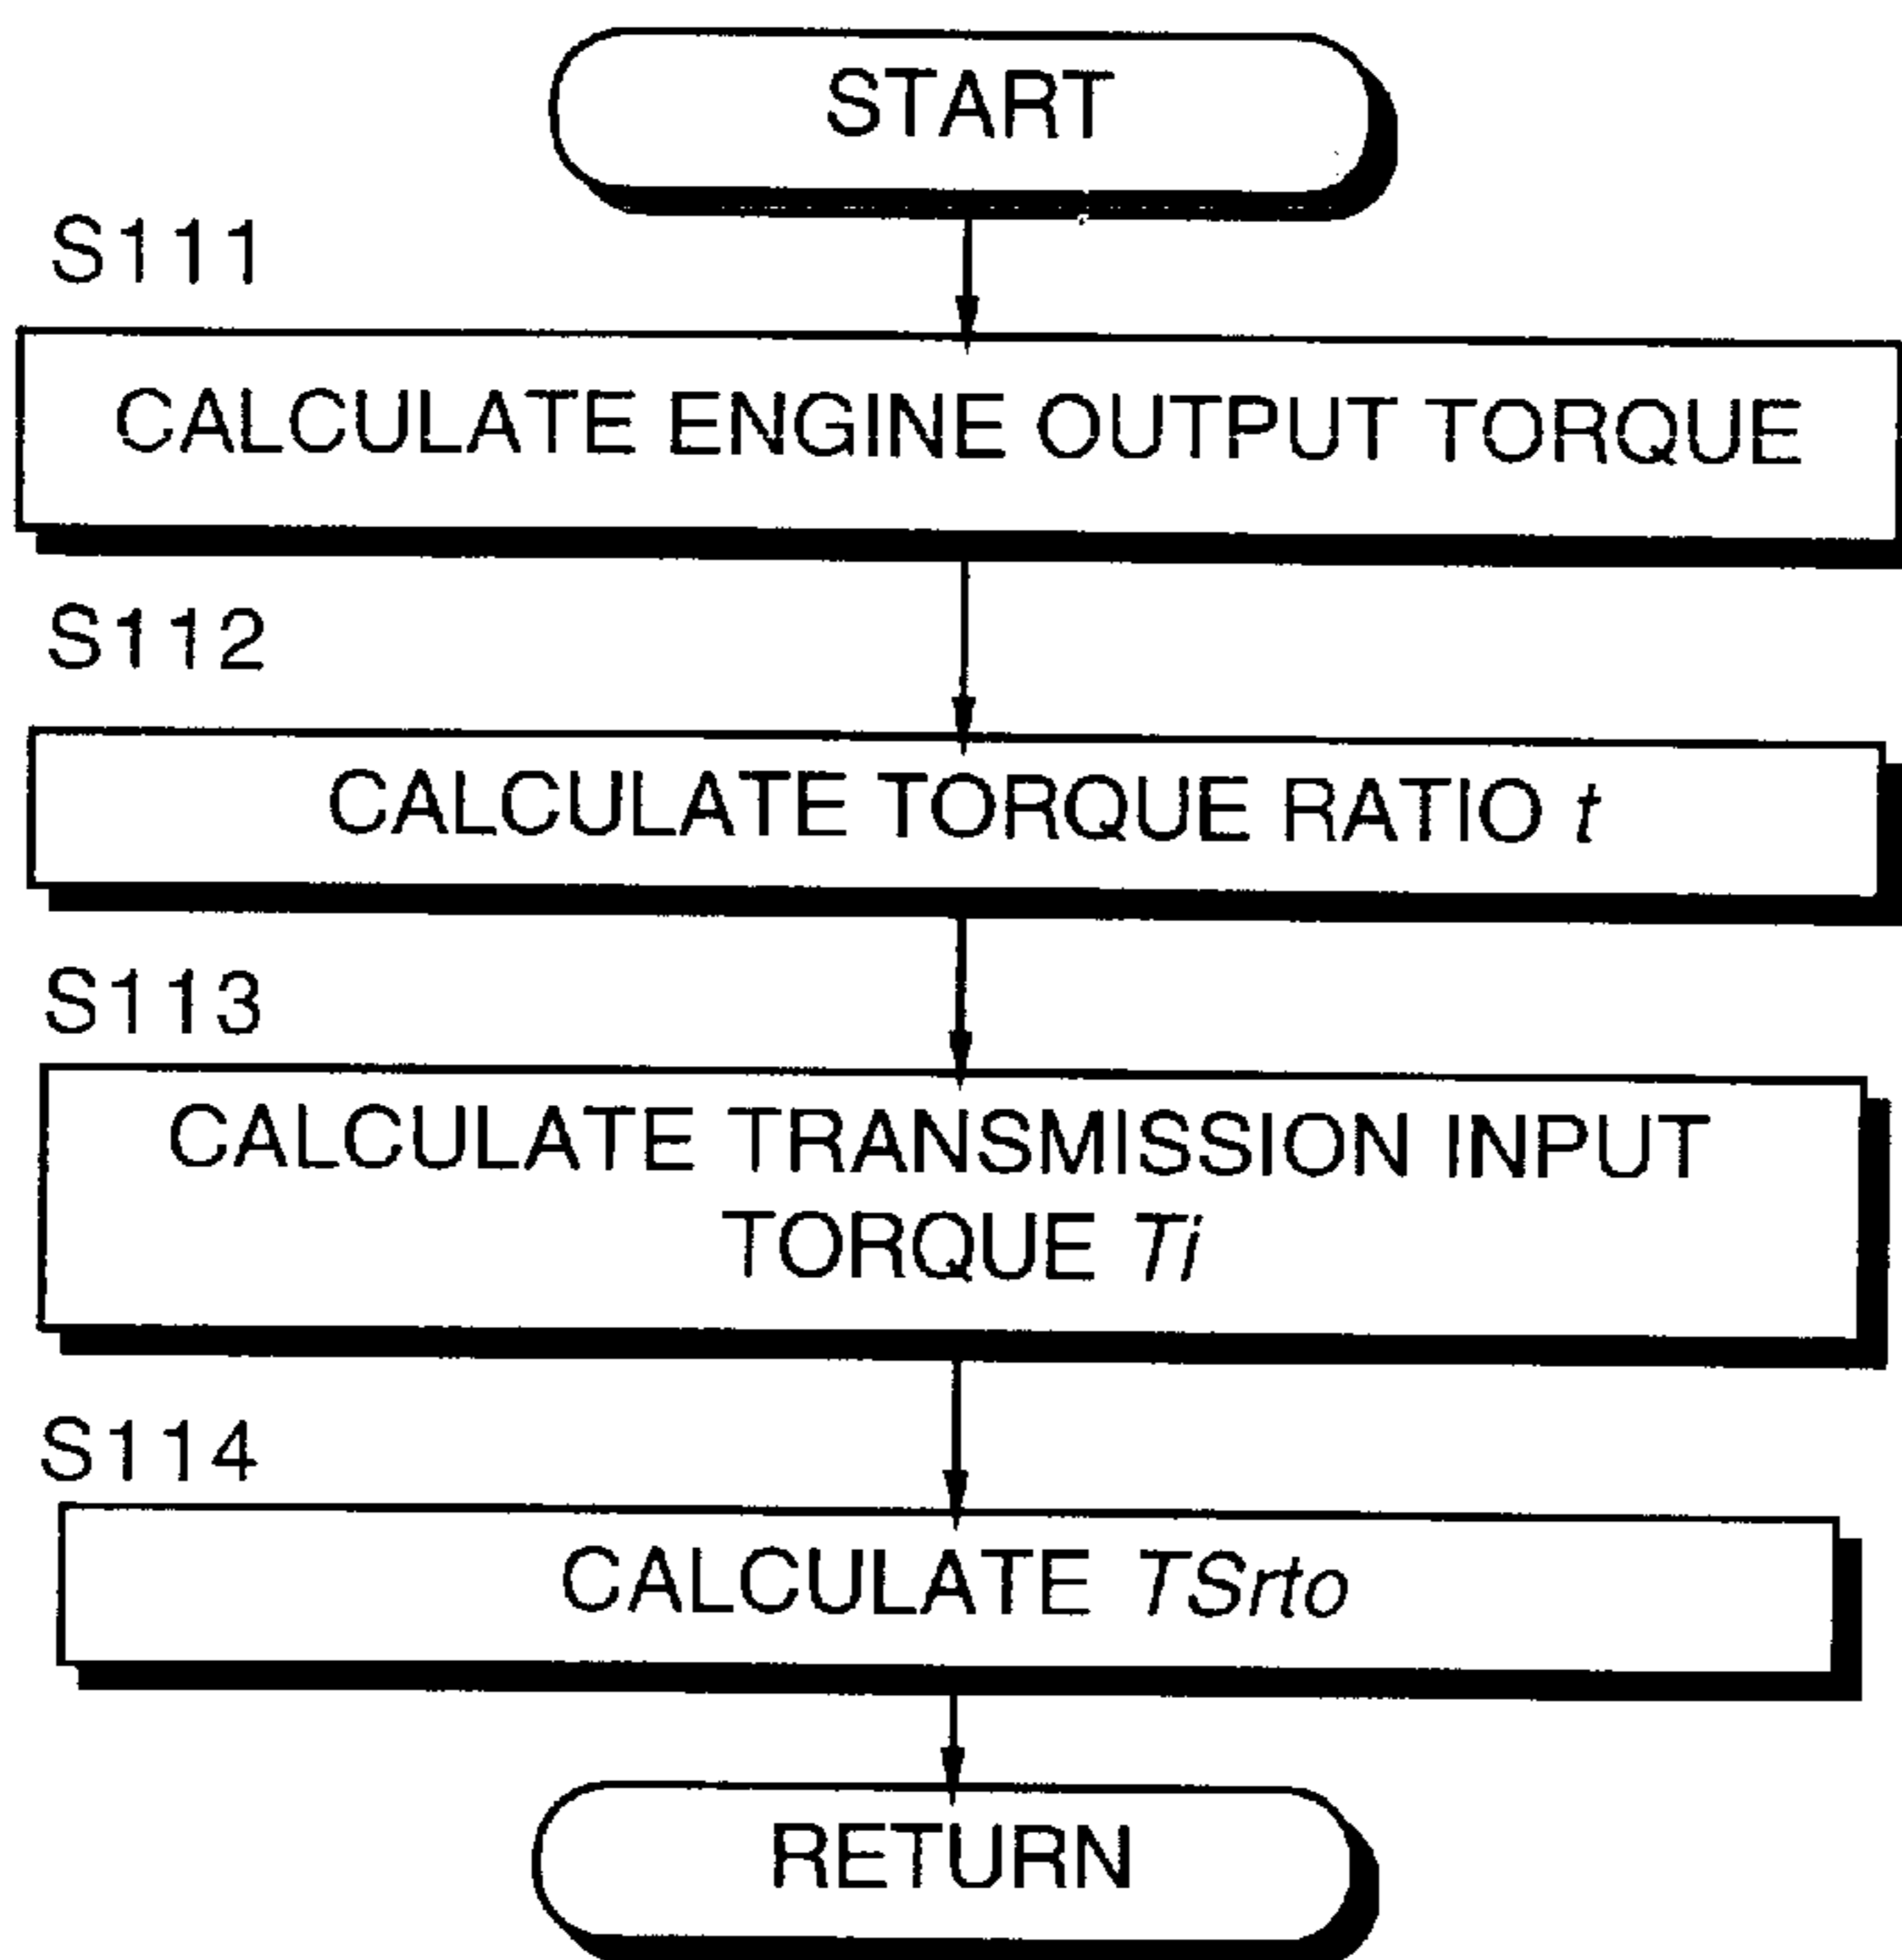 START
S111
CALCULATE ENGINE OUTPUT TORQUE
S112
CALCULATE TORQUE RATIO t
S113
CALCULATE TRANSMISSION INPUT
TORQUE Ti
S114
CALCULATE TSrto
RETURN